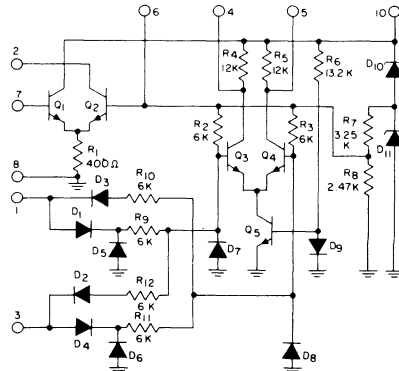 6 4 5 10
2
R4 12K R5 12K R6 13.2K
D10
7 Q1 Q2
R2 6K R3 6K R7 3.25 K
D11
R1 400Ω
Q3 Q4
R8 2.47K
8
D3 R10 6K
1
D1 R9 6K
Q5
D5 D7 D9
D2 R12 6K
R11 6K
3
D4
D6 D8